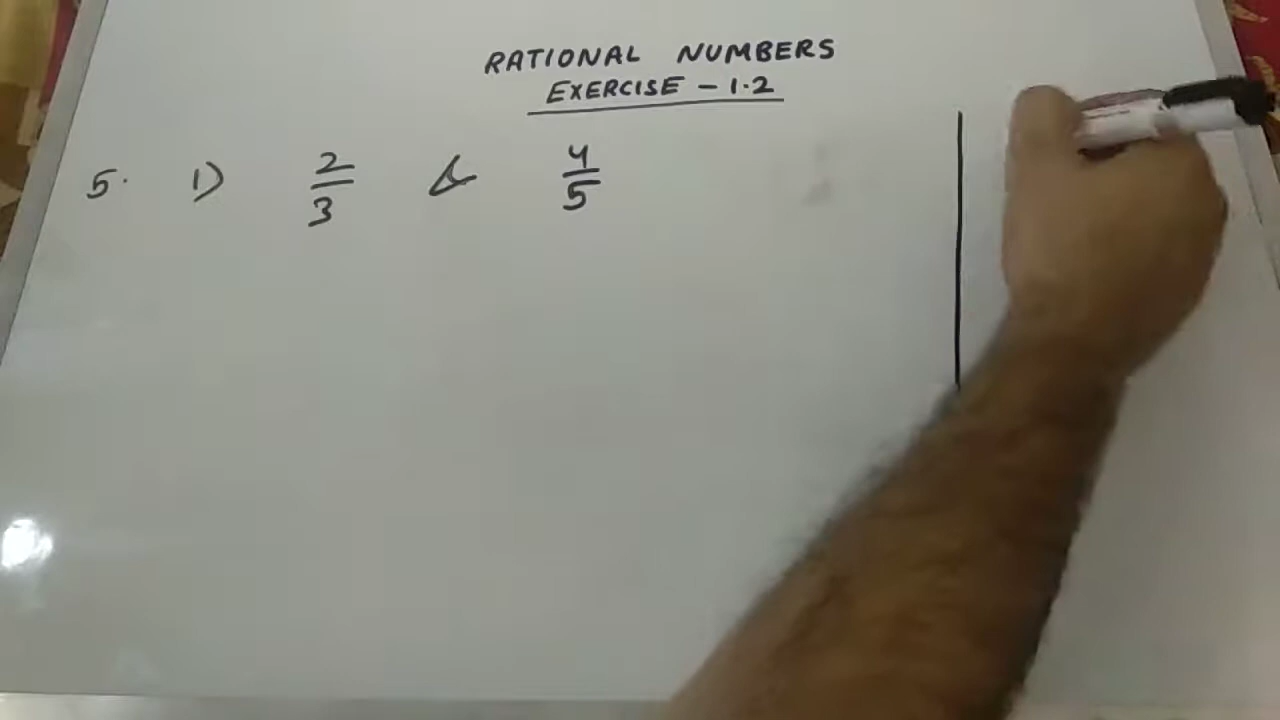 RATIONAL NUMBERS
EXERCISE - 1.2
5. 1) 2/3 & 4/5